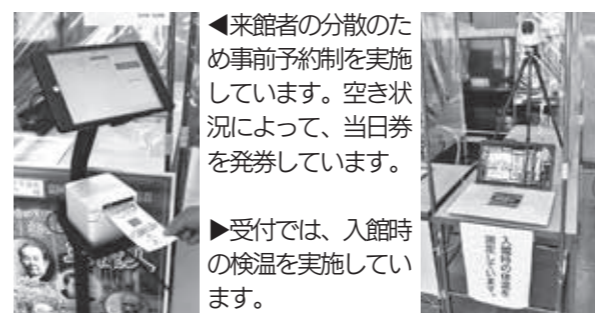 ◀来館者の分散のた
め事前予約制を実施
しています。空き状
況によって、当日券
を発券しています。
▶受付では、入館時
の検温を実施してい
ます。
入館時の検温を
実施しています。